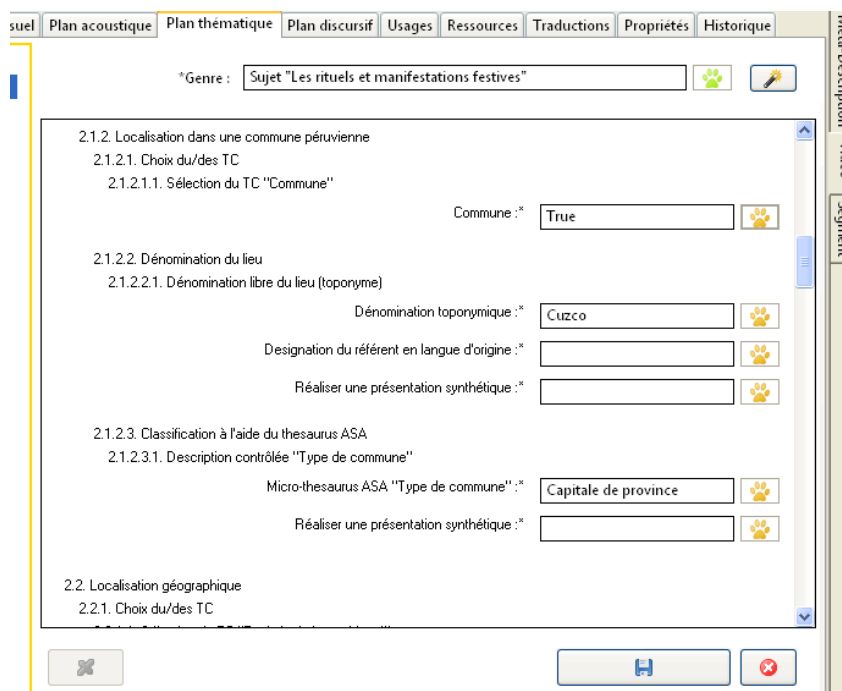 suel Plan acoustique Plan thématique Plan discursif Usages Ressources Traductions Propriétés Historique
*Genre : Sujet "Les rituels et manifestations festives"
2.1.2. Localisation dans une commune péruvienne
2.1.2.1. Choix du/des TC
2.1.2.1.1. Sélection du TC "Commune"
Commune :* True
2.1.2.2. Dénomination du lieu
2.1.2.2.1. Dénomination libre du lieu (toponyme)
Dénomination toponymique :* Cuzco
Designation du référent en langue d'origine :*
Réaliser une présentation synthétique :*
2.1.2.3. Classification à l'aide du thesaurus ASA
2.1.2.3.1. Description contrôlée "Type de commune"
Micro-thesaurus ASA "Type de commune" :* Capitale de province
Réaliser une présentation synthétique :*
2.2. Localisation géographique
2.2.1. Choix du/des TC
Segment